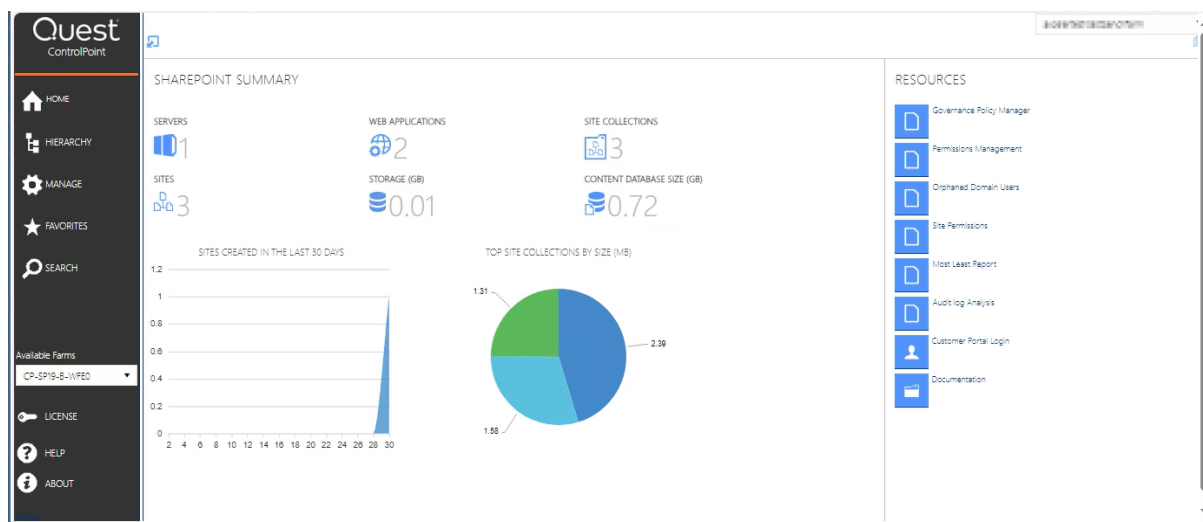 Quest
ControlPoint
HOME
HIERARCHY
MANAGE
FAVORITES
SEARCH
Available Farms
CP-SP19-B-WFE0
LICENSE
HELP
ABOUT
SHAREPOINT SUMMARY
SERVERS
1
WEB APPLICATIONS
2
SITE COLLECTIONS
3
SITES
3
STORAGE (GB)
0.01
CONTENT DATABASE SIZE (GB)
0.72
SITES CREATED IN THE LAST 30 DAYS
1.2
1
0.8
0.6
0.4
0.2
0
2 4 6 8 10 12 14 16 18 20 22 24 26 28 30
TOP SITE COLLECTIONS BY SIZE (MB)
1.31
2.39
1.58
RESOURCES
Governance Policy Manager
Permissions Management
Orphaned Domain Users
Site Permissions
Most Least Report
Audit log Analysis
Customer Portal Login
Documentation